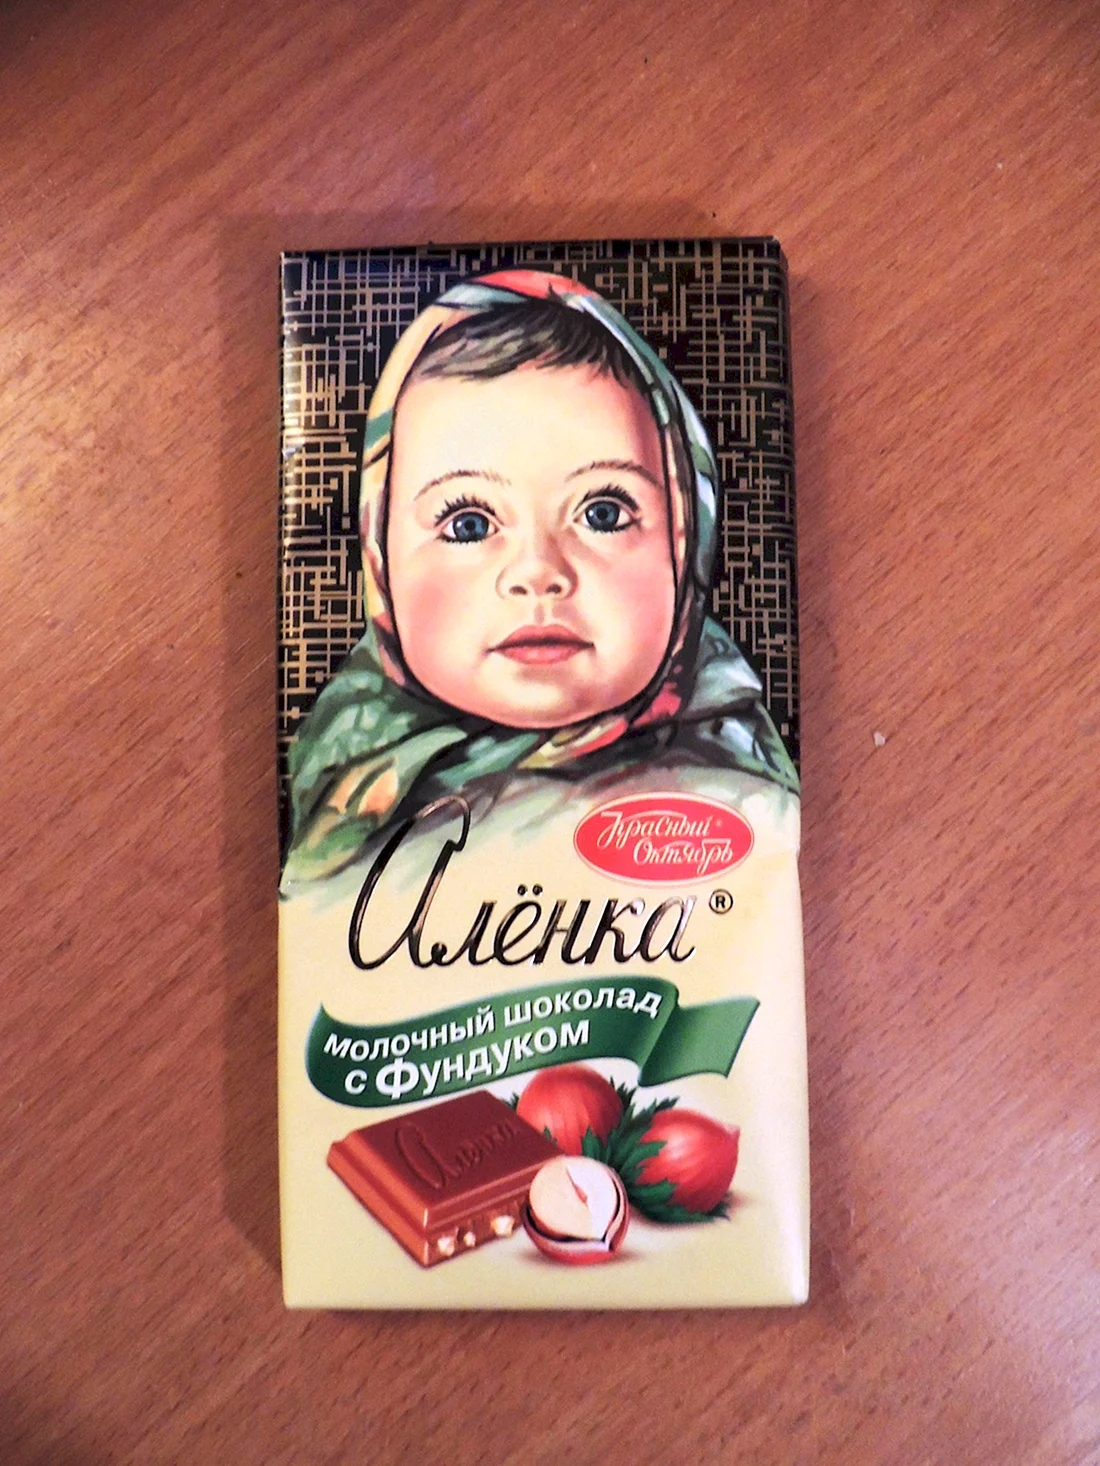 Красный
Октябрь
Алёнка®
молочный шоколад
с Фундуком
Алёнка